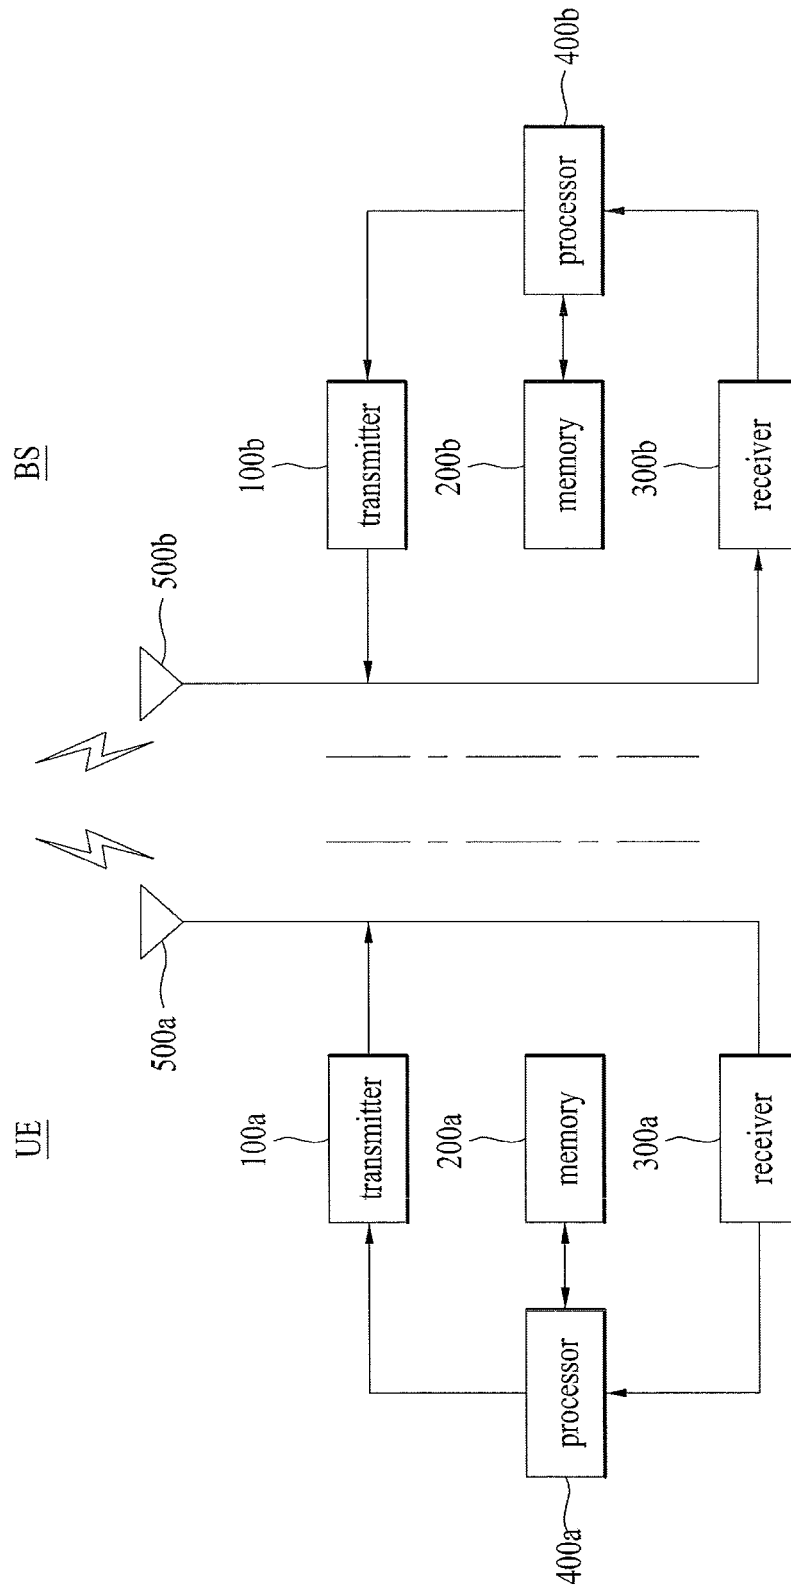 UE
BS
500a
500b
100a
transmitter
100b
transmitter
400a
processor
200a
memory
200b
memory
processor
400b
300a
receiver
300b
receiver